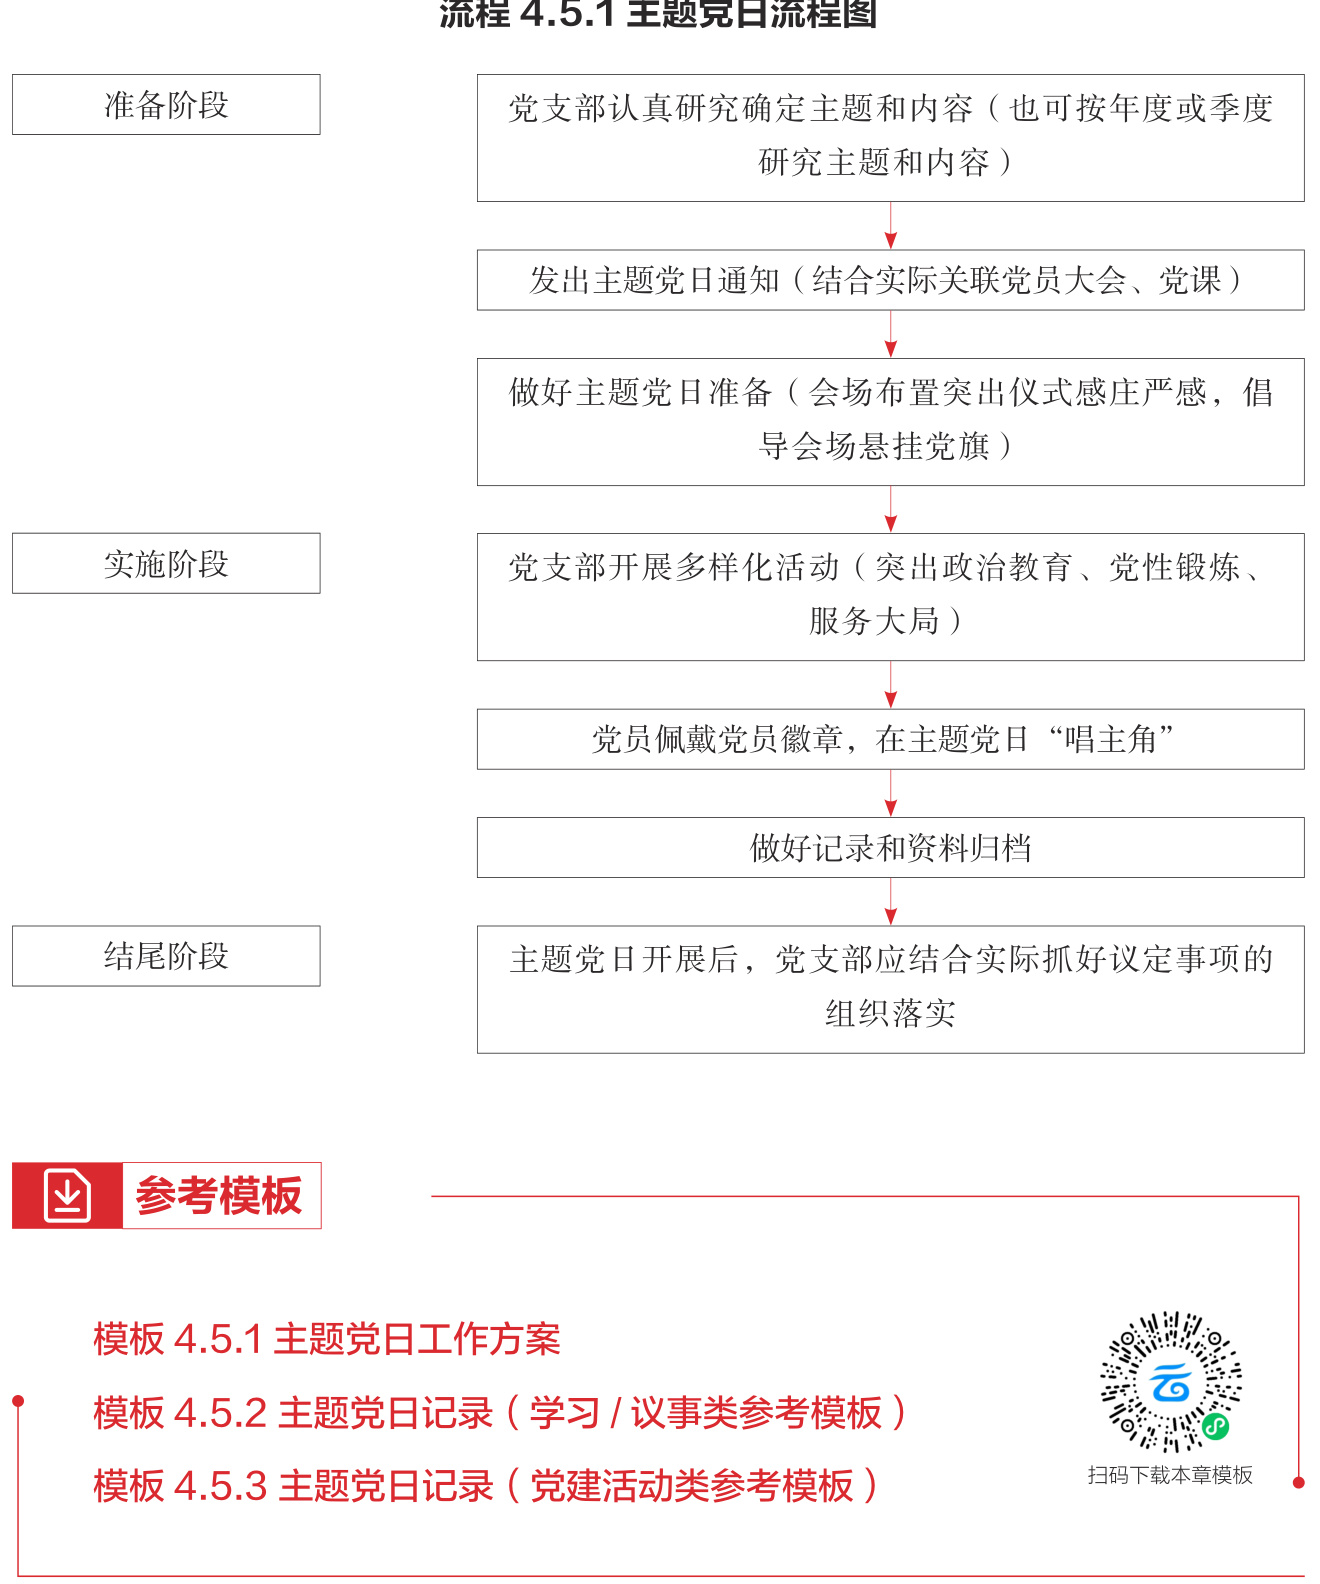 流程 4.5.1 主题党日流程图
准备阶段
党支部认真研究确定主题和内容（也可按年度或季度
研究主题和内容）
发出主题党日通知（结合实际关联党员大会、党课）
做好主题党日准备（会场布置突出仪式感庄严感，倡
导会场悬挂党旗）
实施阶段
党支部开展多样化活动（突出政治教育、党性锻炼、
服务大局）
党员佩戴党员徽章，在主题党日“唱主角”
做好记录和资料归档
结尾阶段
主题党日开展后，党支部应结合实际抓好议定事项的
组织落实
参考模板
模板 4.5.1 主题党日工作方案
模板 4.5.2 主题党日记录（学习 / 议事类参考模板）
模板 4.5.3 主题党日记录（党建活动类参考模板）
扫码下载本章模板